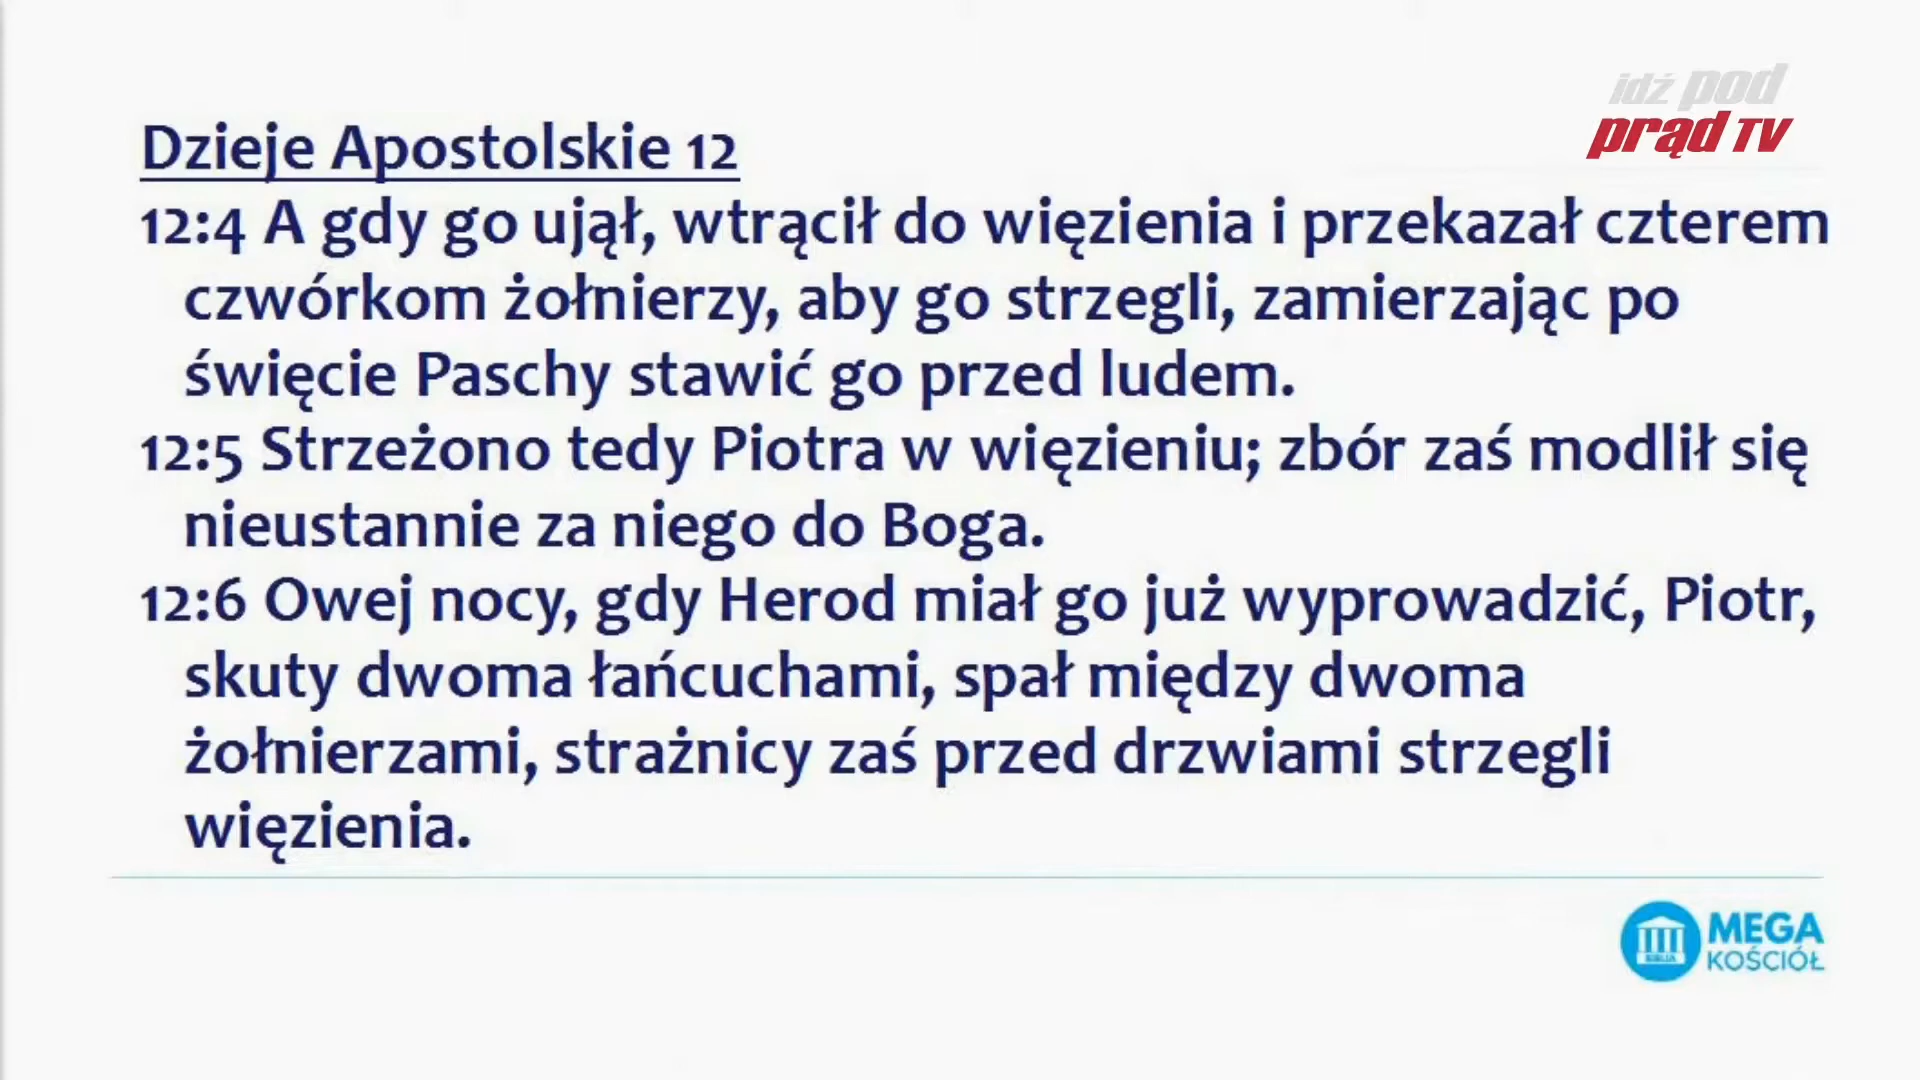 idź pod
prąd TV
Dzieje Apostolskie 12
12:4 A gdy go ujął, wtrącił do więzienia i przekazał czterem
czwórkom żołnierzy, aby go strzegli, zamierzając po
święcie Paschy stawić go przed ludem.
12:5 Strzeżono tedy Piotra w więzieniu; zbór zaś modlił się
nieustannie za niego do Boga.
12:6 Owej nocy, gdy Herod miał go już wyprowadzić, Piotr,
skuty dwoma łańcuchami, spał między dwoma
żołnierzami, strażnicy zaś przed drzwiami strzegli
więzienia.
BIBLIA
MEGA
KOŚCIÓŁ